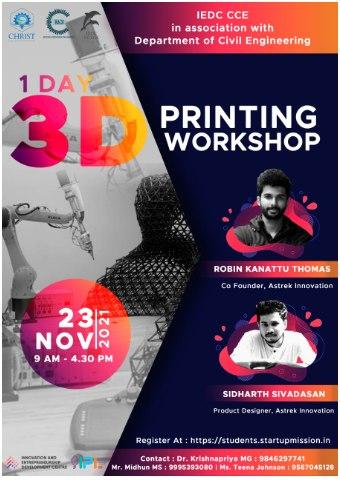 IEDC CCE
in association with
Department of Civil Engineering
CHRIST
1 DAY
3D
PRINTING
WORKSHOP
ROBIN KANATTU THOMAS
Co Founder, Astrek Innovation
23
NOV
2021
9 AM - 4.30 PM
SIDHARTH SIVADASAN
Product Designer, Astrek Innovation
Register At : https://students.startupmission.in
INNOVATION AND
ENTREPRENEURSHIP
DEVELOPMENT CENTRE
Contact : Dr. Krishnapriya MG : 9846297741
Mr. Midhun MS : 9995393080 | Ms. Teena Johnson : 9567045128